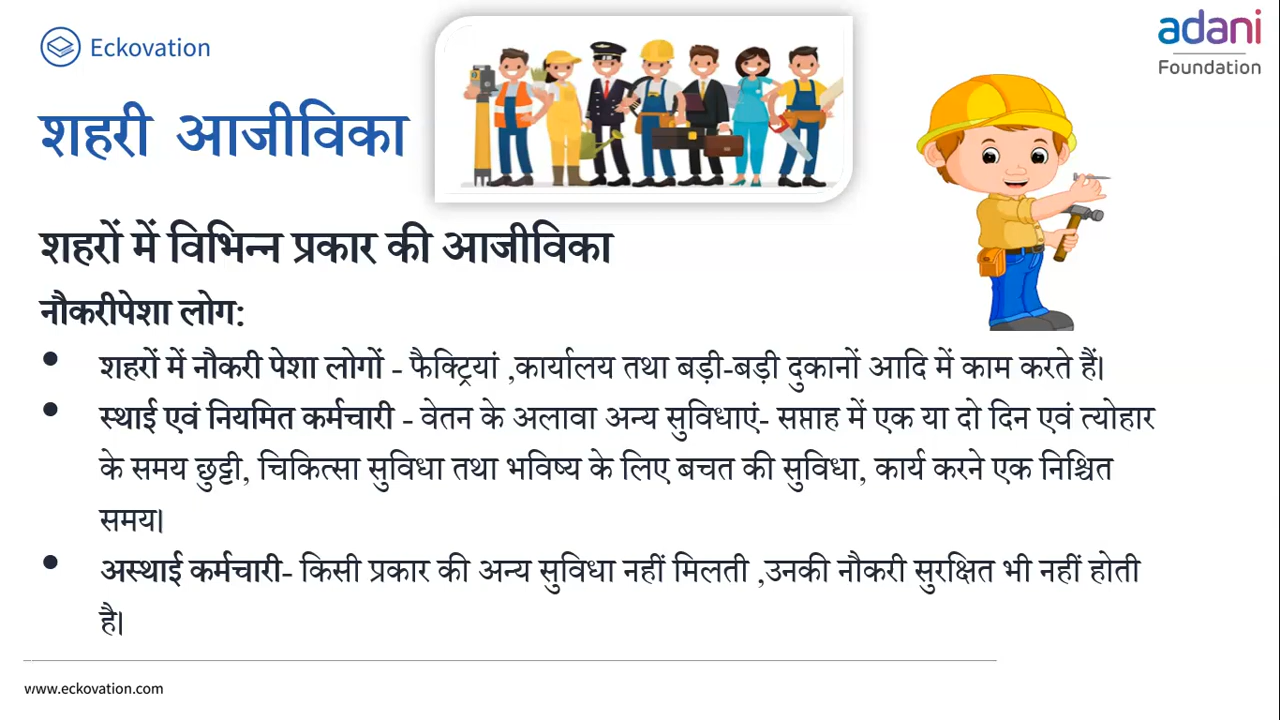 Eckovation
adani
Foundation
शहरी आजीविका
शहरों में विभिन्न प्रकार की आजीविका
नौकरीपेशा लोग:
• शहरों में नौकरी पेशा लोगों - फैक्ट्रियां ,कार्यालय तथा बड़ी-बड़ी दुकानों आदि में काम करते हैं।
• स्थाई एवं नियमित कर्मचारी - वेतन के अलावा अन्य सुविधाएं- सप्ताह में एक या दो दिन एवं त्योहार
के समय छुट्टी, चिकित्सा सुविधा तथा भविष्य के लिए बचत की सुविधा, कार्य करने एक निश्चित
समय।
• अस्थाई कर्मचारी- किसी प्रकार की अन्य सुविधा नहीं मिलती ,उनकी नौकरी सुरक्षित भी नहीं होती
है।
www.eckovation.com